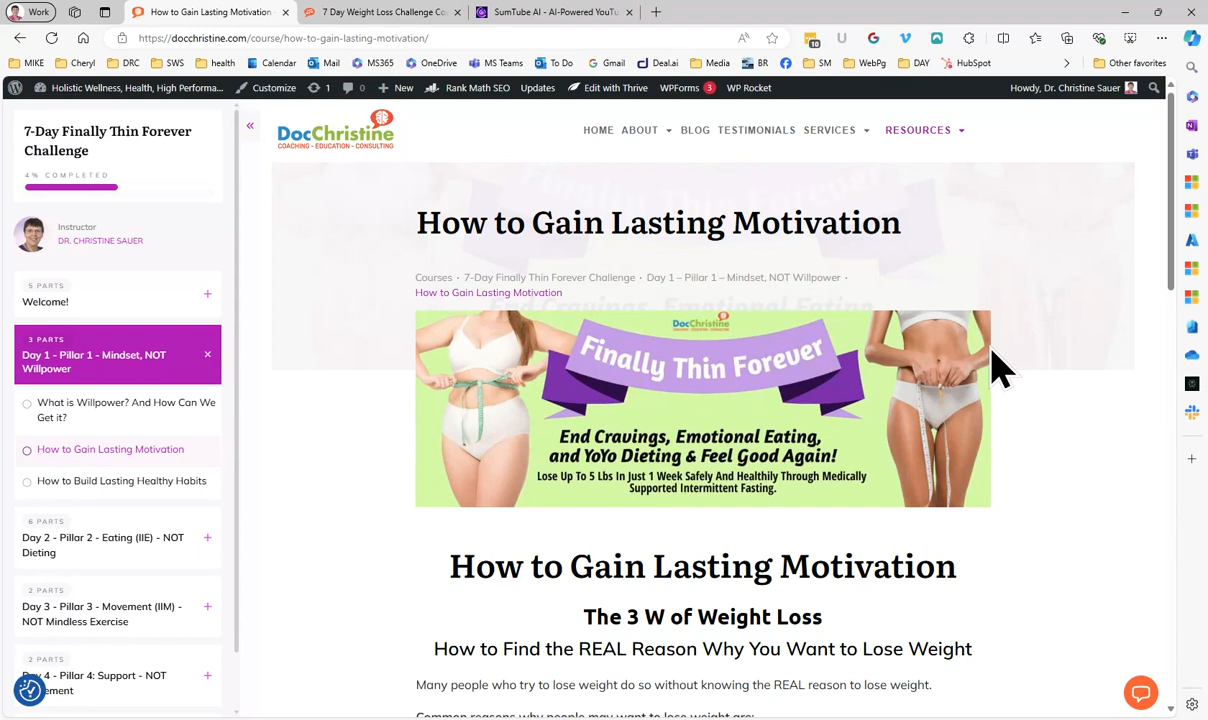 Work
How to Gain Lasting Motivation
7 Day Weight Loss Challenge Co
SumTube AI - AI-Powered YouTu
https://docchristine.com/course/how-to-gain-lasting-motivation/
10
MIKE Cheryl DRC SWS health Calendar Mail MS365 OneDrive MS Teams To Do Gmail Deal.ai Media BR SM WebPg DAY HubSpot Other favorites
Holistic Wellness, Health, High Performa... Customize 1 0 New Rank Math SEO Updates Edit with Thrive WPForms 3 WP Rocket Howdy, Dr. Christine Sauer
7-Day Finally Thin Forever
Challenge
4% COMPLETED
Instructor
DR. CHRISTINE SAUER
5 PARTS
Welcome!
3 PARTS
Day 1 - Pillar 1 - Mindset, NOT
Willpower
What is Willpower? And How Can We
Get it?
How to Gain Lasting Motivation
How to Build Lasting Healthy Habits
6 PARTS
Day 2 - Pillar 2 - Eating (IIE) - NOT
Dieting
2 PARTS
Day 3 - Pillar 3 - Movement (IIM) -
NOT Mindless Exercise
2 PARTS
Day 4 - Pillar 4: Support - NOT
ement
DocChristine
COACHING - EDUCATION - CONSULTING
HOME ABOUT BLOG TESTIMONIALS SERVICES RESOURCES
How to Gain Lasting Motivation
Courses · 7-Day Finally Thin Forever Challenge · Day 1 – Pillar 1 – Mindset, NOT Willpower ·
How to Gain Lasting Motivation
DocChristine
Finally Thin Forever
End Cravings, Emotional Eating,
and YoYo Dieting & Feel Good Again!
Lose Up To 5 Lbs In Just 1 Week Safely And Healthily Through Medically
Supported Intermittent Fasting.
How to Gain Lasting Motivation
The 3 W of Weight Loss
How to Find the REAL Reason Why You Want to Lose Weight
Many people who try to lose weight do so without knowing the REAL reason to lose weight.
Common reasons why people may want to lose weight are: